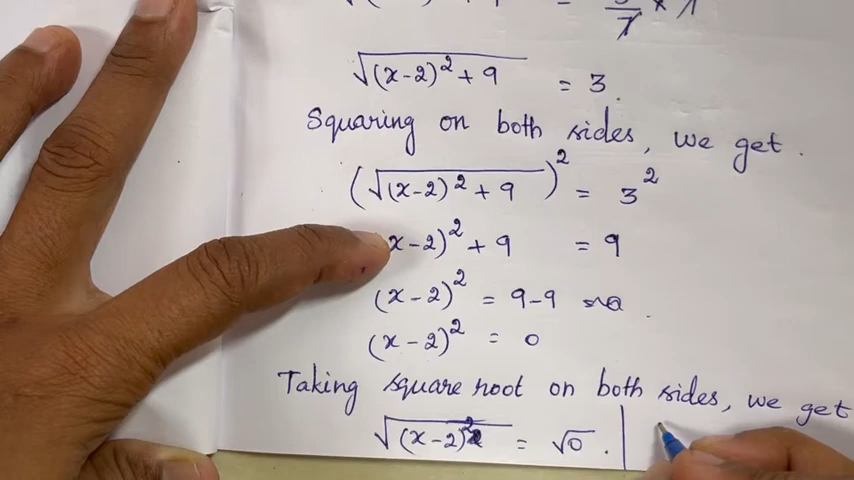 √((x-2)²+9 = 3.
Squaring on both sides, we get.
(√(x-2)²+9)² = 3²
x-2)²+9 = 9
(x-2)² = 9-9
(x-2)² = 0
Taking square root on both sides, we get
√(x-2)² = √0.